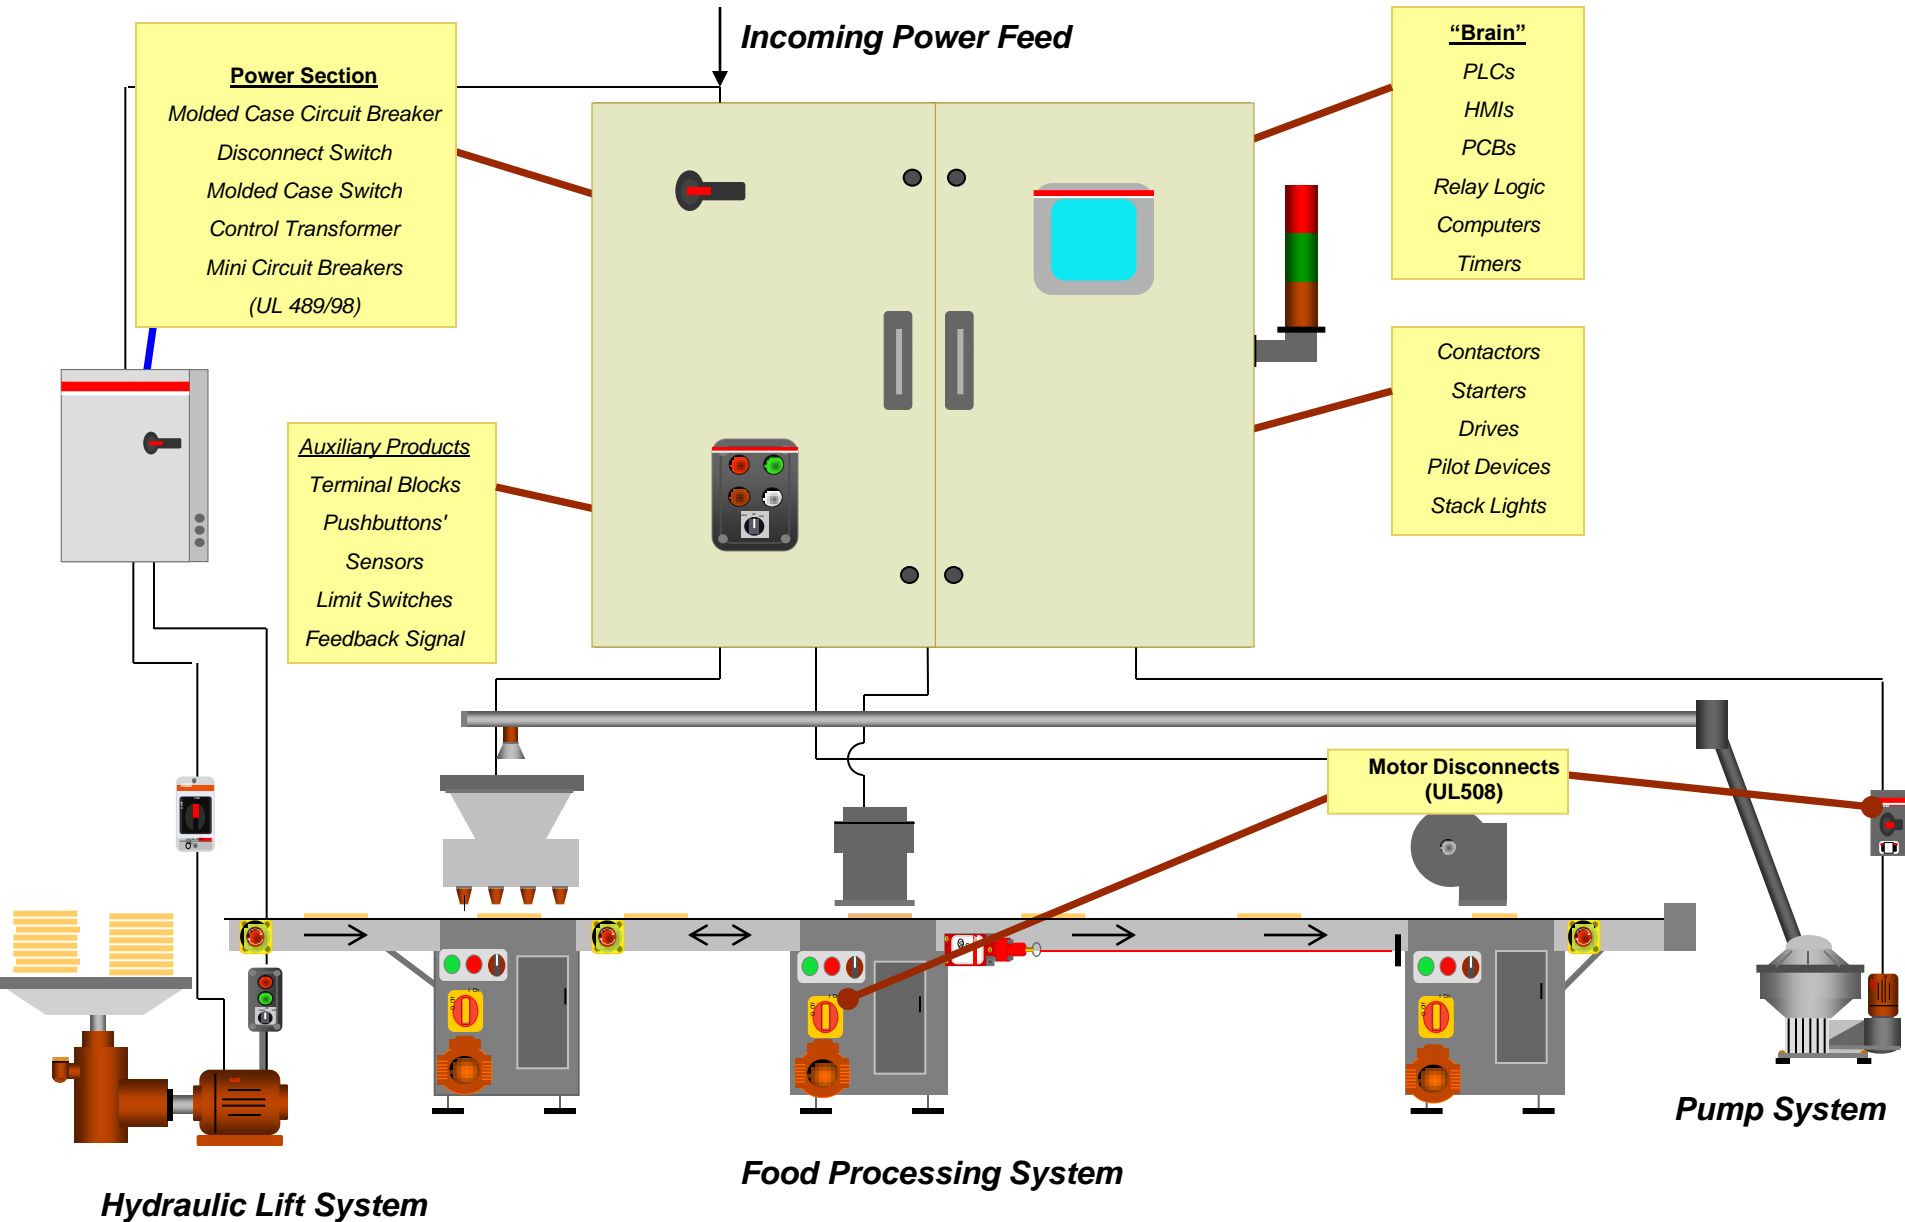 Incoming Power Feed
Power Section
Molded Case Circuit Breaker
Disconnect Switch
Molded Case Switch
Control Transformer
Mini Circuit Breakers
(UL 489/98)
“Brain”
PLCs
HMIs
PCBs
Relay Logic
Computers
Timers
Contactors
Starters
Drives
Pilot Devices
Stack Lights
Auxiliary Products
Terminal Blocks
Pushbuttons'
Sensors
Limit Switches
Feedback Signal
Motor Disconnects
(UL508)
Pump System
Food Processing System
Hydraulic Lift System